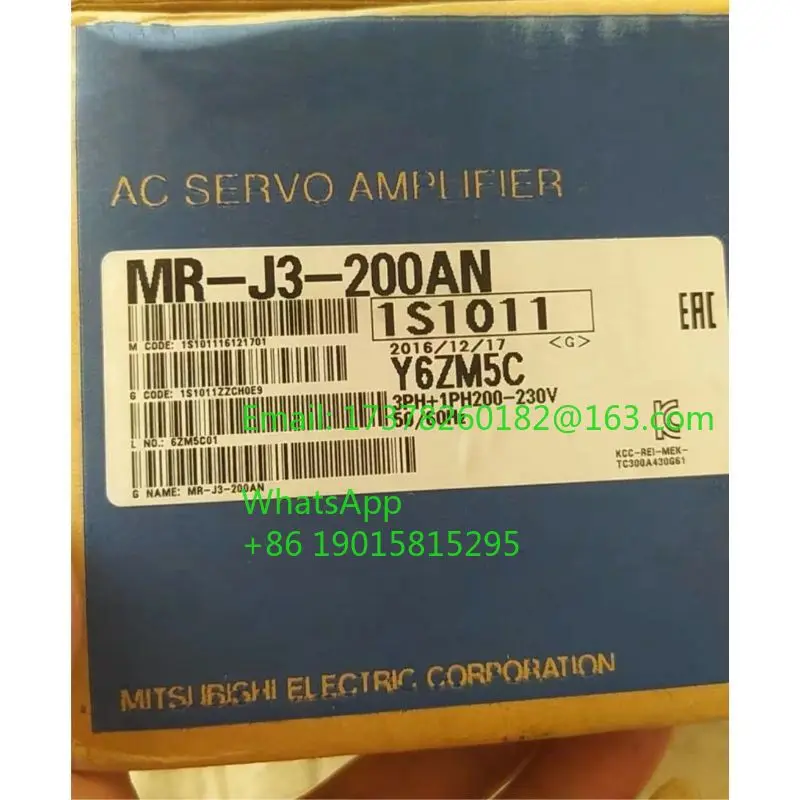 AC SERVO AMPLIFIER
MR-J3-200AN
1S1011
M CODE: 1S101116121701
2016/12/17 <G>
EAC
Y6ZM5C
G CODE: 1S1011ZZCH0E9
3PH+1PH200-230V
50/60Hz
Email: 17378260182@163.com
L NO.: 6ZM5C01
KCC-REI-MEK-
TC300A430G61
G NAME: MR-J3-200AN
WhatsApp
+86 19015815295
MITSUBISHI ELECTRIC CORPORATION